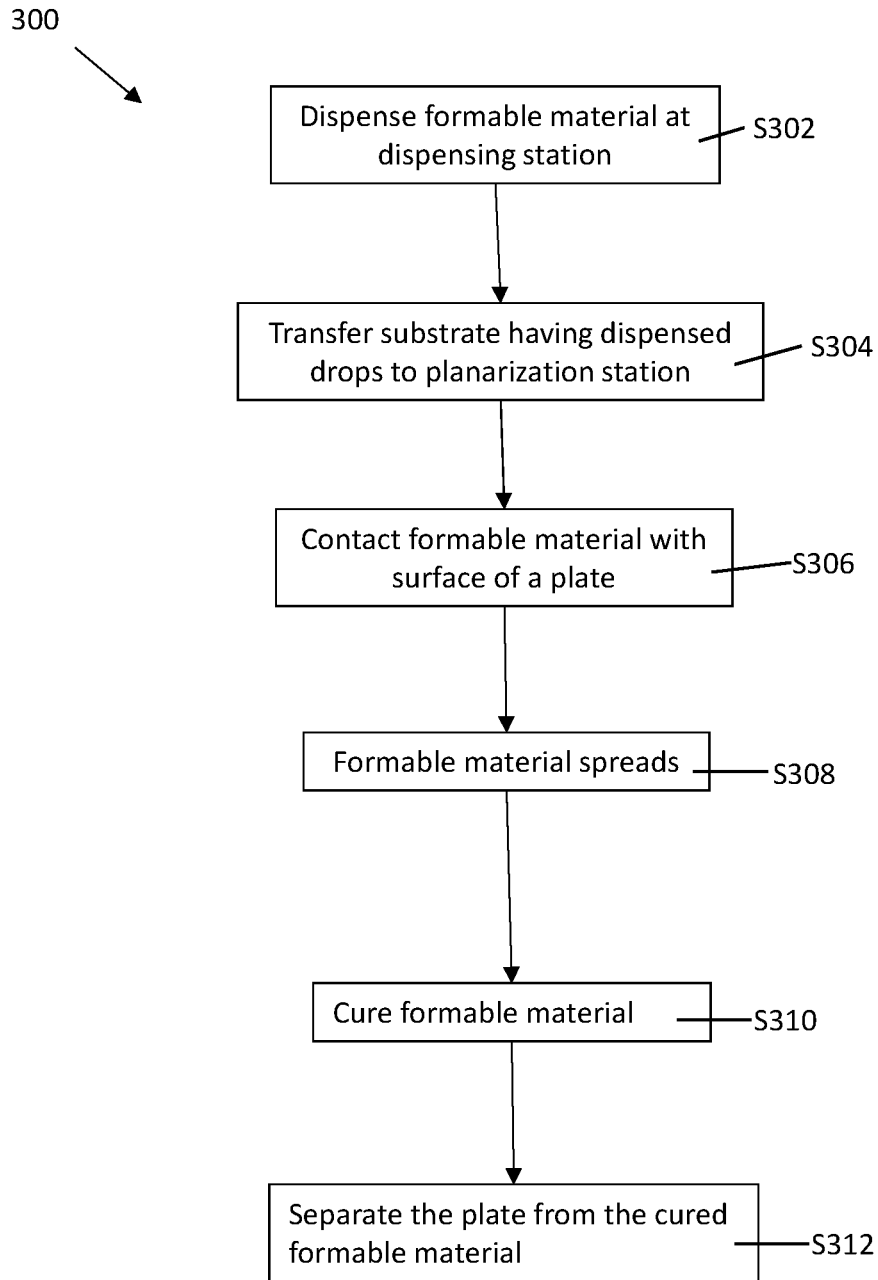 300
Dispense formable material at
dispensing station
S302
Transfer substrate having dispensed
drops to planarization station
S304
Contact formable material with
surface of a plate
S306
Formable material spreads
S308
Cure formable material
S310
Separate the plate from the cured
formable material
S312